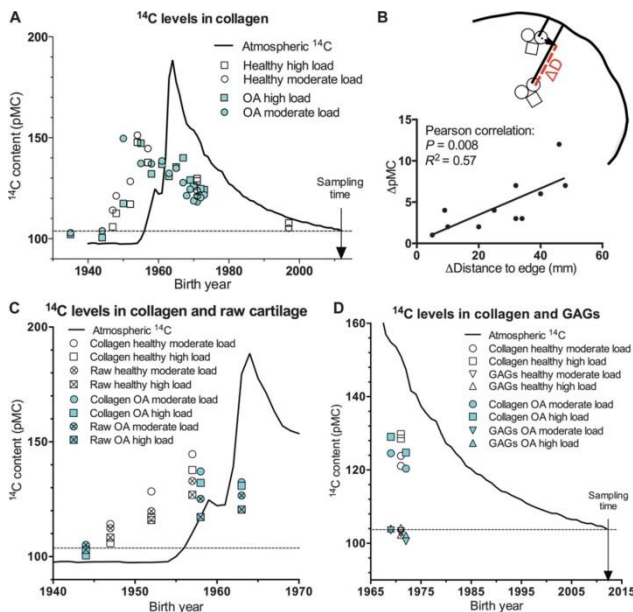 A
14C levels in collagen
Atmospheric 14C
Healthy high load
Healthy moderate load
OA high load
OA moderate load
14C content (pMC)
200
150
100
Sampling
time
1940
1960
1980
2000
Birth year
B
ΔD
Pearson correlation:
P = 0.008
R² = 0.57
ΔpMC
15
10
5
0
0
20
40
60
ΔDistance to edge (mm)
C
14C levels in collagen and raw cartilage
Atmospheric 14C
Collagen healthy moderate load
Collagen healthy high load
Raw healthy moderate load
Raw healthy high load
Collagen OA moderate load
Collagen OA high load
Raw OA moderate load
Raw OA high load
14C content (pMC)
200
150
100
1940
1950
1960
1970
Birth year
D
14C levels in collagen and GAGs
Atmospheric 14C
Collagen healthy moderate load
Collagen healthy high load
GAGs healthy moderate load
GAGs healthy high load
Collagen OA moderate load
Collagen OA high load
GAGs OA moderate load
GAGs OA high load
14C content (pMC)
160
140
120
100
Sampling
time
1965
1975
1985
1995
2005
2015
Birth year